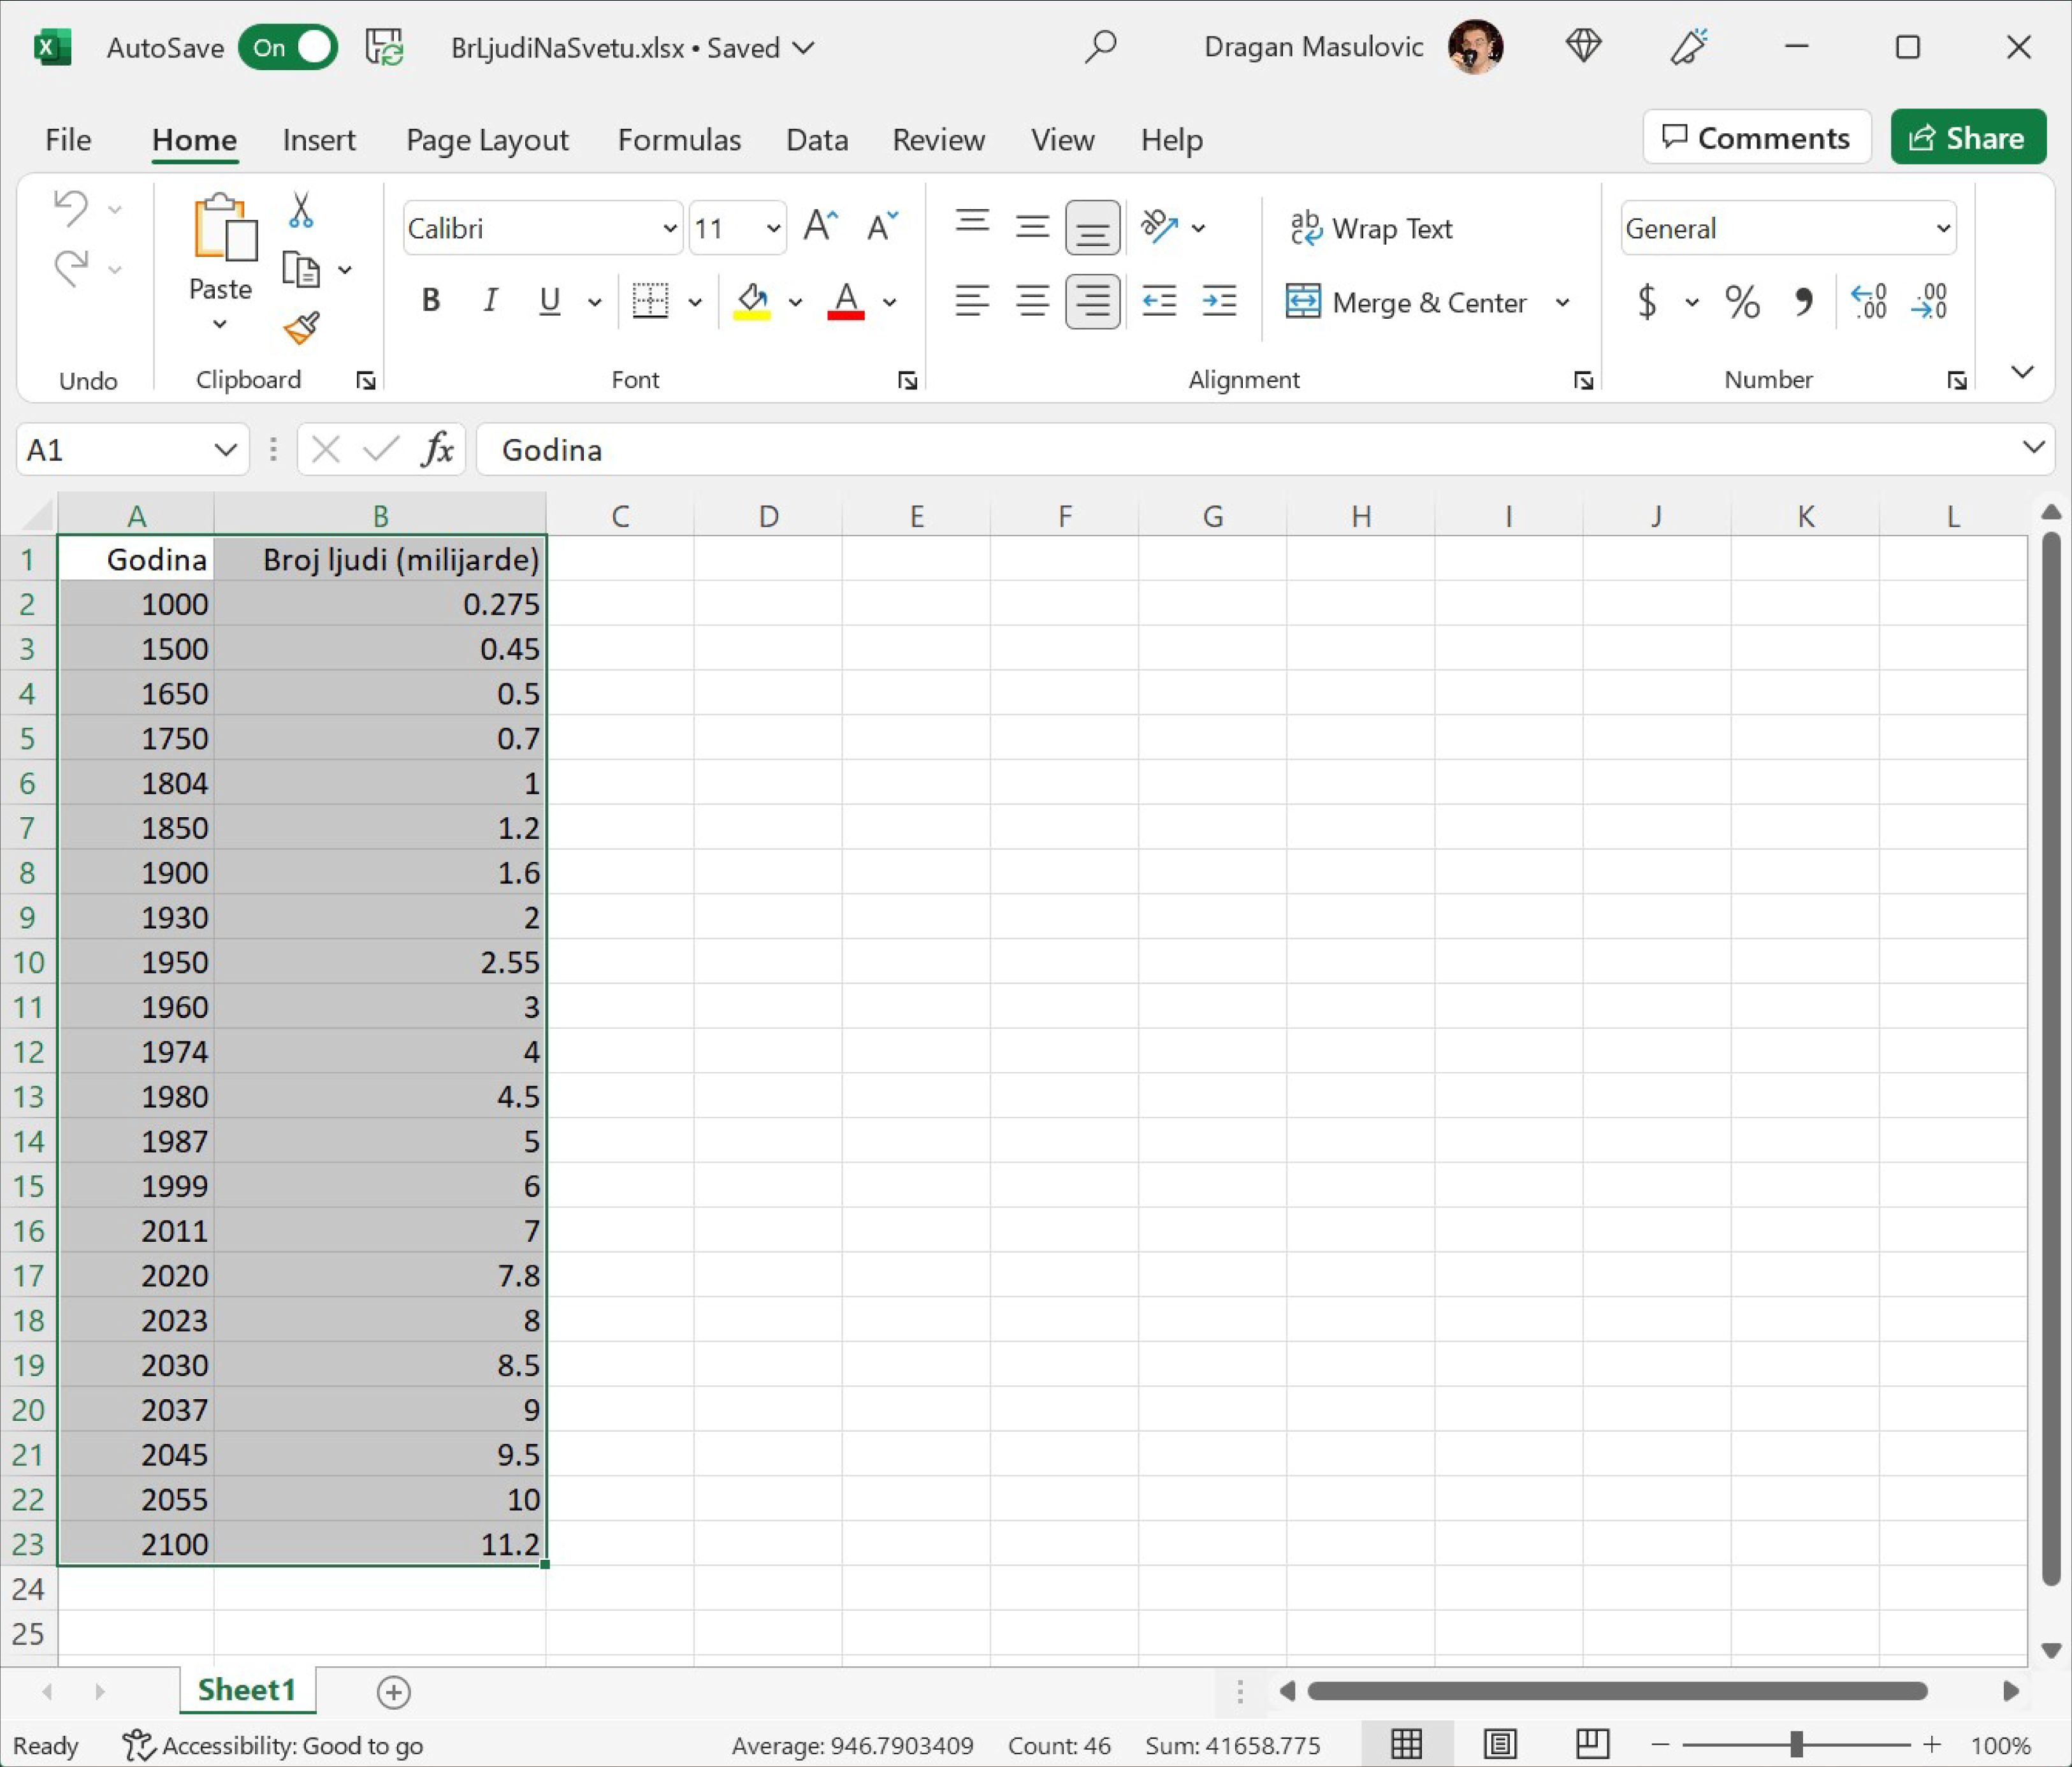 AutoSave On BrLjudiNaSvetu.xlsx • Saved Dragan Masulovic
File Home Insert Page Layout Formulas Data Review View Help Comments Share
Calibri 11 Wrap Text General
Paste B I U Merge & Center $ % 9
Undo Clipboard Font Alignment Number
A1 fx Godina
A B C D E F G H I J K L
1 Godina Broj ljudi (milijarde)
2 1000 0.275
3 1500 0.45
4 1650 0.5
5 1750 0.7
6 1804 1
7 1850 1.2
8 1900 1.6
9 1930 2
10 1950 2.55
11 1960 3
12 1974 4
13 1980 4.5
14 1987 5
15 1999 6
16 2011 7
17 2020 7.8
18 2023 8
19 2030 8.5
20 2037 9
21 2045 9.5
22 2055 10
23 2100 11.2
24
25
Sheet1
Ready Accessibility: Good to go Average: 946.7903409 Count: 46 Sum: 41658.775 100%